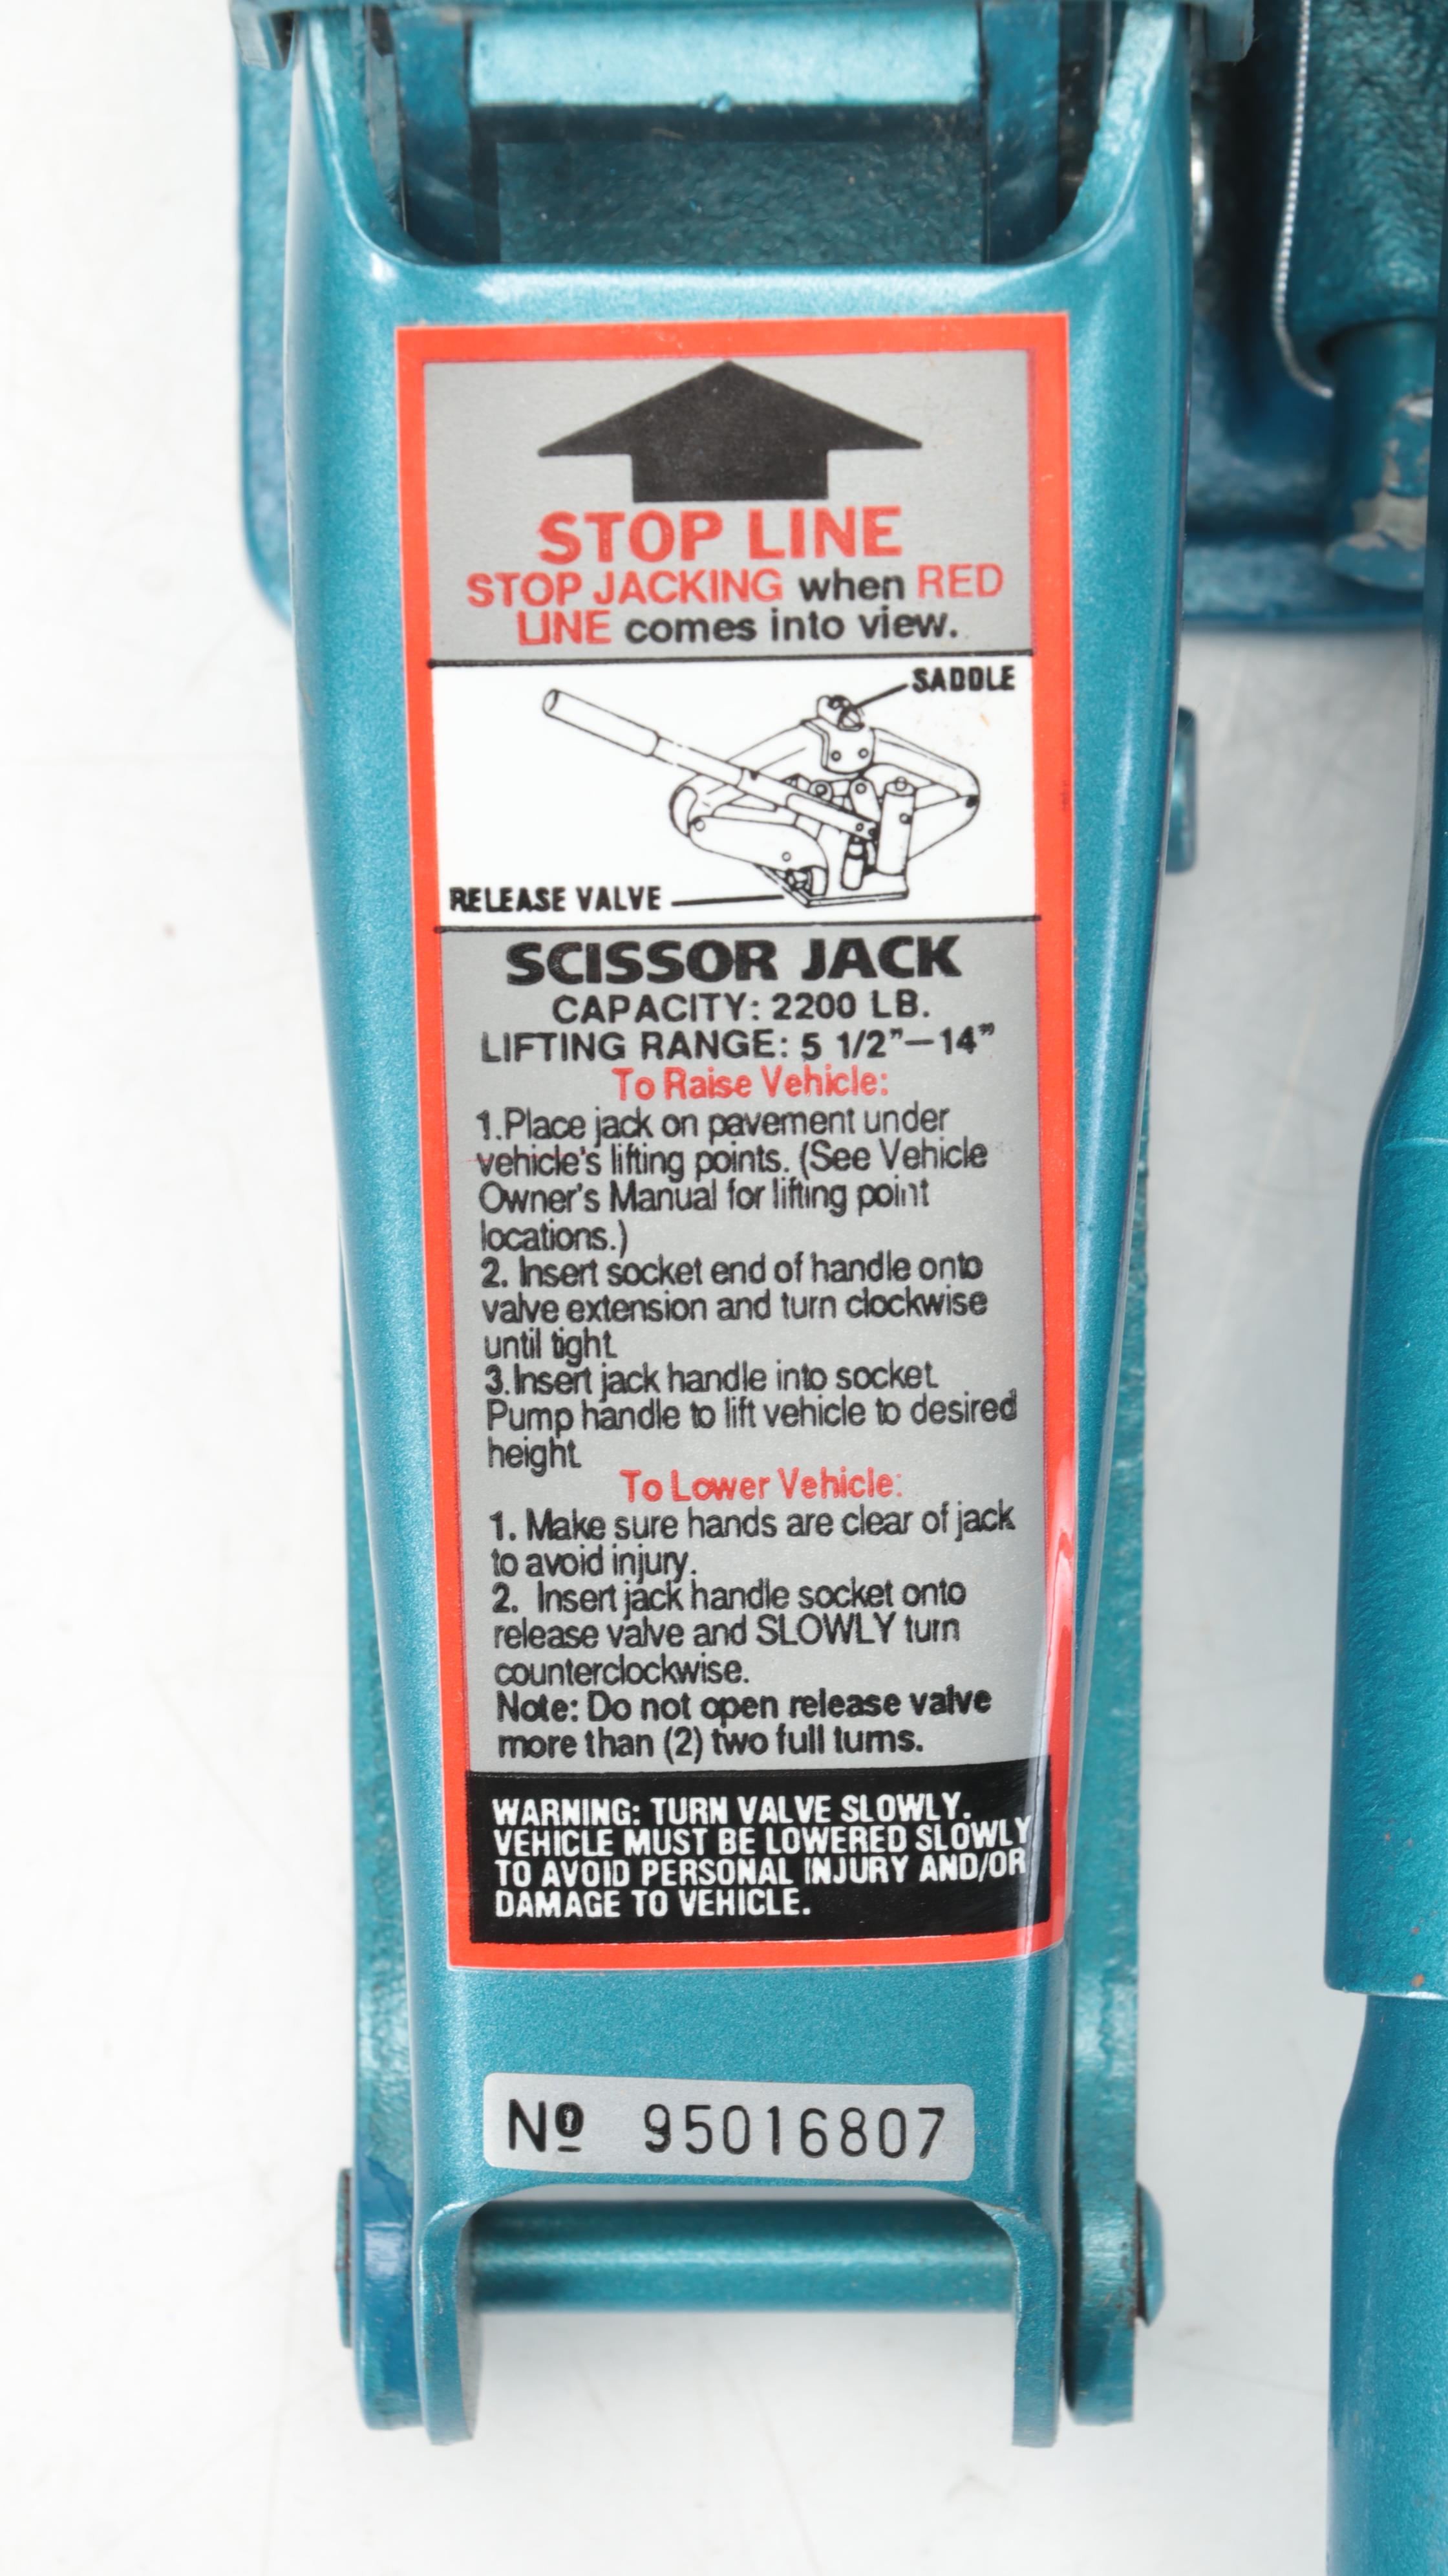 STOP LINE
STOP JACKING when RED
LINE comes into view.
SADDLE
RELEASE VALVE
SCISSOR JACK
CAPACITY: 2200 LB.
LIFTING RANGE: 5 1/2”—14”
To Raise Vehicle:
1.Place jack on pavement under
vehicle's lifting points. (See Vehicle
Owner's Manual for lifting point
locations.)
2. Insert socket end of handle onto
valve extension and turn clockwise
until tight.
3.Insert jack handle into socket.
Pump handle to lift vehicle to desired
height.
To Lower Vehicle:
1. Make sure hands are clear of jack
to avoid injury.
2. Insert jack handle socket onto
release valve and SLOWLY turn
counterclockwise.
Note: Do not open release valve
more than (2) two full turns.
WARNING: TURN VALVE SLOWLY.
VEHICLE MUST BE LOWERED SLOWLY
TO AVOID PERSONAL INJURY AND/OR
DAMAGE TO VEHICLE.
Nº 95016807